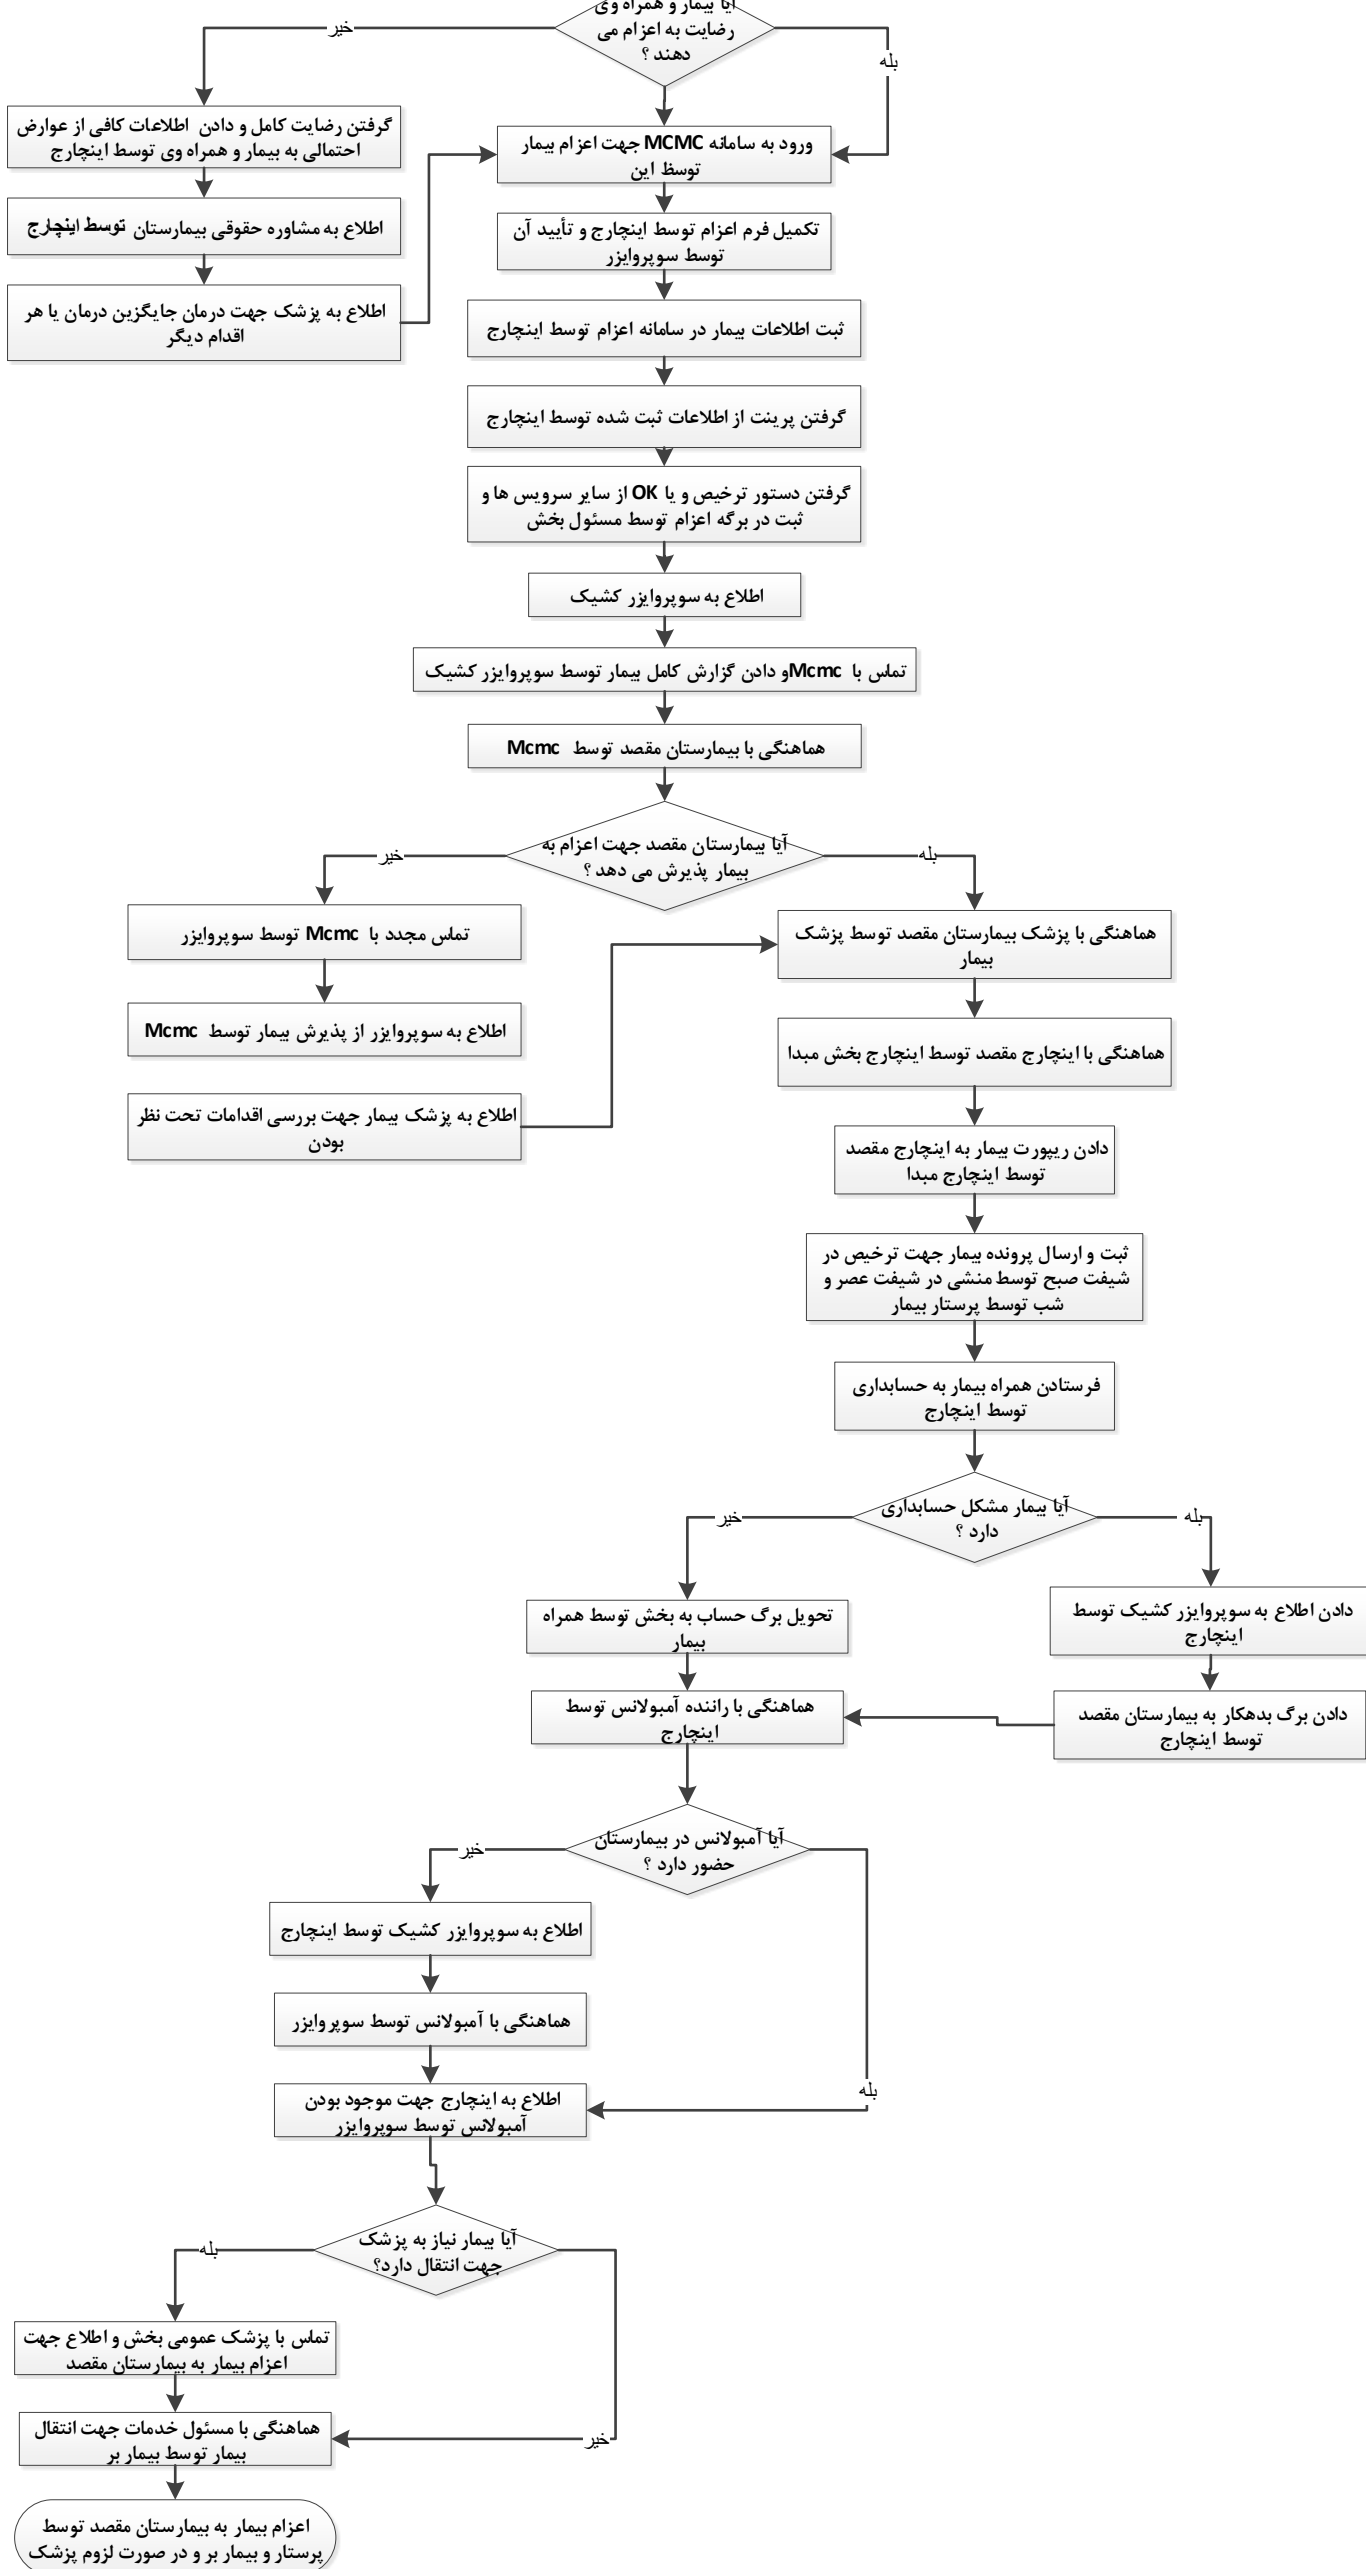 آیا بیمار و همراه وی
رضایت به اعزام می
دهند ؟
خیر
بله
گرفتن رضایت کامل و دادن اطلاعات کافی از عوارض
احتمالی به بیمار و همراه وی توسط اینچارج
اطلاع به مشاوره حقوقی بیمارستان توسط اینچارج
اطلاع به پزشک جهت درمان جایگزین درمان یا هر
اقدام دیگر
ورود به سامانه MCMC جهت اعزام بیمار
توسظ این
تکمیل فرم اعزام توسط اینچارج و تأیید آن
توسط سوپروایزر
ثبت اطلاعات بیمار در سامانه اعزام توسط اینچارج
گرفتن پرینت از اطلاعات ثبت شده توسط اینچارج
گرفتن دستور ترخیص و یا OK از سایر سرویس ها و
ثبت در برگه اعزام توسط مسئول بخش
اطلاع به سوپروایزر کشیک
تماس با Mcmcو دادن گزارش کامل بیمار توسط سوپروایزر کشیک
هماهنگی با بیمارستان مقصد توسط Mcmc
آیا بیمارستان مقصد جهت اعزام به
بیمار پذیرش می دهد ؟
خیر
بله
تماس مجدد با Mcmc توسط سوپروایزر
اطلاع به سوپروایزر از پذیرش بیمار توسط Mcmc
اطلاع به پزشک بیمار جهت بررسی اقدامات تحت نظر
بودن
هماهنگی با پزشک بیمارستان مقصد توسط پزشک
بیمار
هماهنگی با اینچارج مقصد توسط اینچارج بخش مبدا
دادن ریپورت بیمار به اینچارج مقصد
توسط اینچارج مبدا
ثبت و ارسال پرونده بیمار جهت ترخیص در
شیفت صبح توسط منشی در شیفت عصر و
شب توسط پرستار بیمار
فرستادن همراه بیمار به حسابداری
توسط اینچارج
آیا بیمار مشکل حسابداری
دارد ؟
خیر
بله
تحویل برگ حساب به بخش توسط همراه
بیمار
دادن اطلاع به سوپروایزر کشیک توسط
اینچارج
دادن برگ بدهکار به بیمارستان مقصد
توسط اینچارج
هماهنگی با راننده آمبولانس توسط
اینچارج
آیا آمبولانس در بیمارستان
حضور دارد ؟
خیر
بله
اطلاع به سوپروایزر کشیک توسط اینچارج
هماهنگی با آمبولانس توسط سوپروایزر
اطلاع به اینچارج جهت موجود بودن
آمبولانس توسط سوپروایزر
آیا بیمار نیاز به پزشک
جهت انتقال دارد؟
بله
خیر
تماس با پزشک عمومی بخش و اطلاع جهت
اعزام بیمار به بیمارستان مقصد
هماهنگی با مسئول خدمات جهت انتقال
بیمار توسط بیمار بر
اعزام بیمار به بیمارستان مقصد توسط
پرستار و بیمار بر و در صورت لزوم پزشک